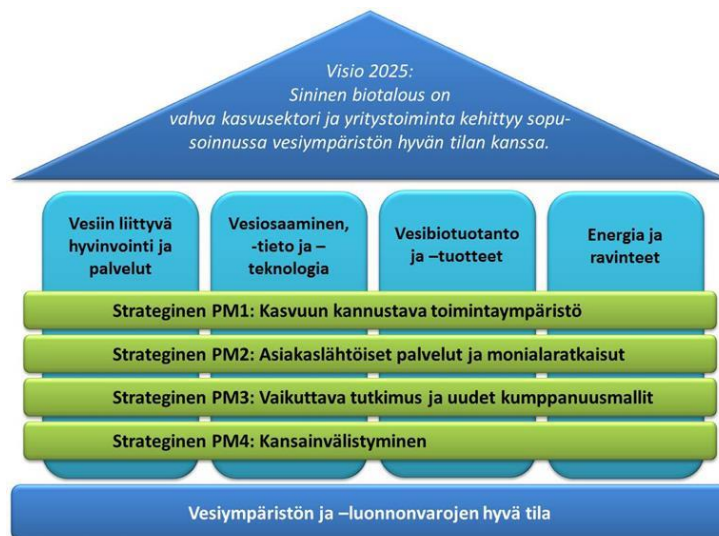 Visio 2025:
Sininen biotalous on
vahva kasvusektori ja yritystoiminta kehittyy sopu-
soinnussa vesiympäristön hyvän tilan kanssa.
Vesiin liittyvä
hyvinvointi ja
palvelut
Vesiosaaminen,
-tieto ja –
teknologia
Vesibiotuotanto
ja –tuotteet
Energia ja
ravinteet
Strateginen PM1: Kasvuun kannustava toimintaympäristö
Strateginen PM2: Asiakaslähtöiset palvelut ja monialaratkaisut
Strateginen PM3: Vaikuttava tutkimus ja uudet kumppanuusmallit
Strateginen PM4: Kansainvälistyminen
Vesiympäristön ja –luonnonvarojen hyvä tila